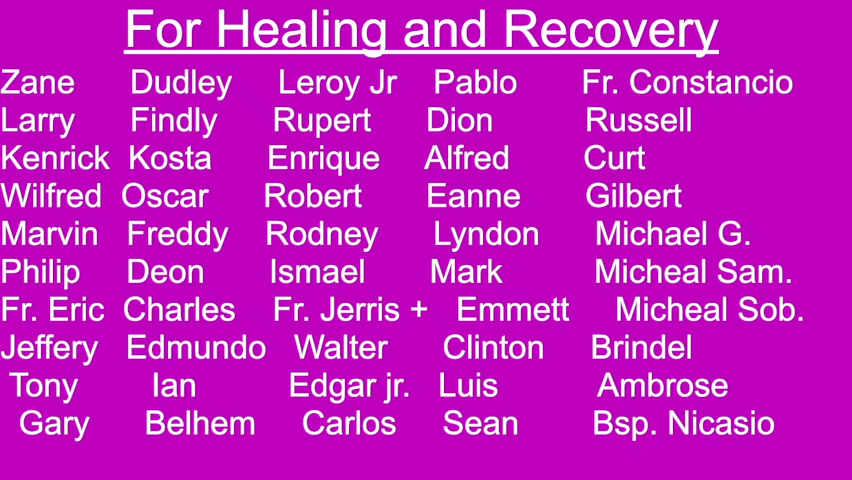 For Healing and Recovery
Zane Dudley Leroy Jr Pablo Fr. Constancio
Larry Findly Rupert Dion Russell
Kenrick Kosta Enrique Alfred Curt
Wilfred Oscar Robert Eanne Gilbert
Marvin Freddy Rodney Lyndon Michael G.
Philip Deon Ismael Mark Micheal Sam.
Fr. Eric Charles Fr. Jerris + Emmett Micheal Sob.
Jeffery Edmundo Walter Clinton Brindel
Tony Ian Edgar jr. Luis Ambrose
Gary Belhem Carlos Sean Bsp. Nicasio